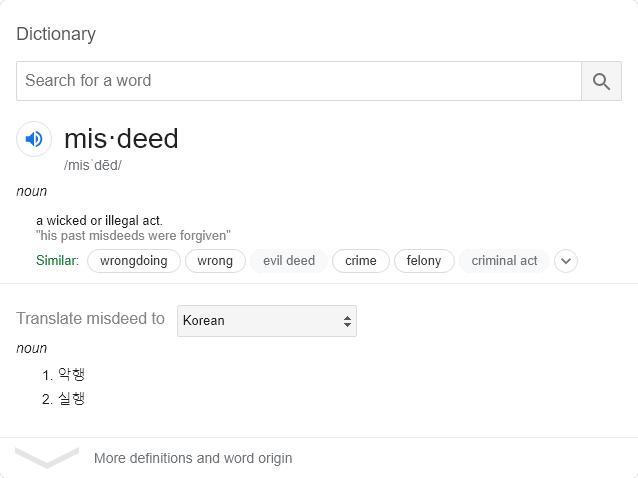 Dictionary
Search for a word
mis·deed
/misˈdēd/
noun
a wicked or illegal act.
"his past misdeeds were forgiven"
Similar: wrongdoing wrong evil deed crime felony criminal act
Translate misdeed to Korean
noun
1. 악행
2. 실행
More definitions and word origin